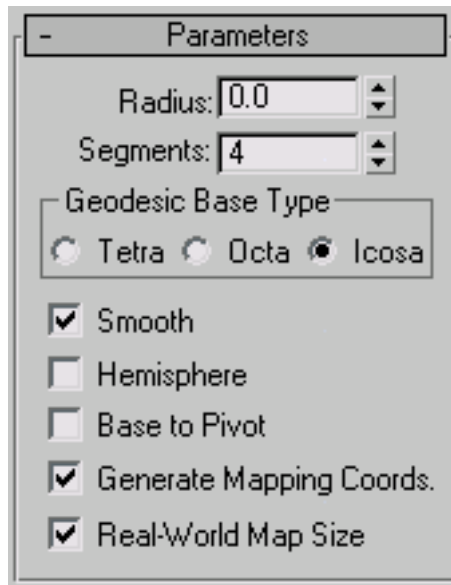 - Parameters
Radius: 0.0
Segments: 4
Geodesic Base Type
Tetra Octa Icosa
Smooth
Hemisphere
Base to Pivot
Generate Mapping Coords.
Real-World Map Size